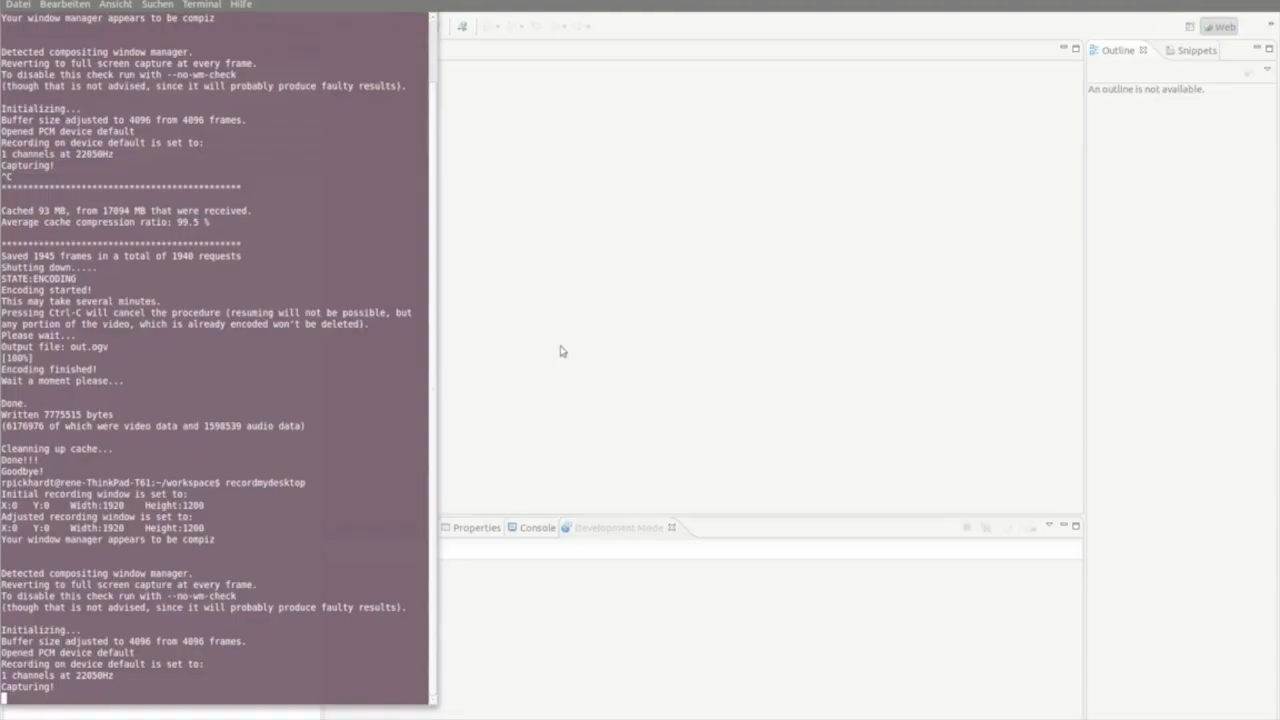 Datei Bearbeiten Ansicht Suchen Terminal Hilfe
Your window manager appears to be compiz
Detected compositing window manager.
Reverting to full screen capture at every frame.
To disable this check run with --no-wm-check
(though that is not advised, since it will probably produce faulty results).
Initializing...
Buffer size adjusted to 4096 from 4096 frames.
Opened PCM device default
Recording on device default is set to:
1 channels at 22050Hz
Capturing!
^C
*********************************************
Cached 93 MB, from 17094 MB that were received.
Average cache compression ratio: 99.5 %
*********************************************
Saved 1945 frames in a total of 1940 requests
Shutting down.....
STATE:ENCODING
Encoding started!
This may take several minutes.
Pressing Ctrl-C will cancel the procedure (resuming will not be possible, but
any portion of the video, which is already encoded won't be deleted).
Please wait...
Output file: out.ogv
[100%]
Encoding finished!
Wait a moment please...
Done.
Written 7775515 bytes
(6176976 of which were video data and 1598539 audio data)
Cleanning up cache...
Done!!!
Goodbye!
rpickhardt@rene-ThinkPad-T61:~/workspace$ recordmydesktop
Initial recording window is set to:
X:0 Y:0 Width:1920 Height:1200
Adjusted recording window is set to:
X:0 Y:0 Width:1920 Height:1200
Your window manager appears to be compiz
Detected compositing window manager.
Reverting to full screen capture at every frame.
To disable this check run with --no-wm-check
(though that is not advised, since it will probably produce faulty results).
Initializing...
Buffer size adjusted to 4096 from 4096 frames.
Opened PCM device default
Recording on device default is set to:
1 channels at 22050Hz
Capturing!
Web
Outline Snippets
An outline is not available.
Properties Console Development Mode